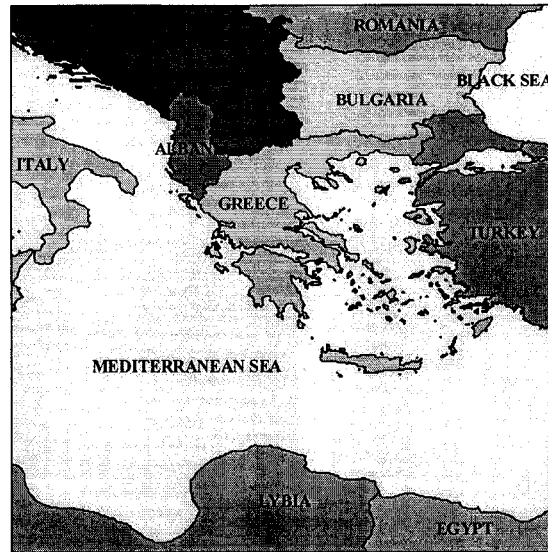 ROMANIA
BLACK SEA
BULGARIA
ALBAN
ITALY
GREECE
TURKEY
MEDITERRANEAN SEA
LYBIA
EGYPT